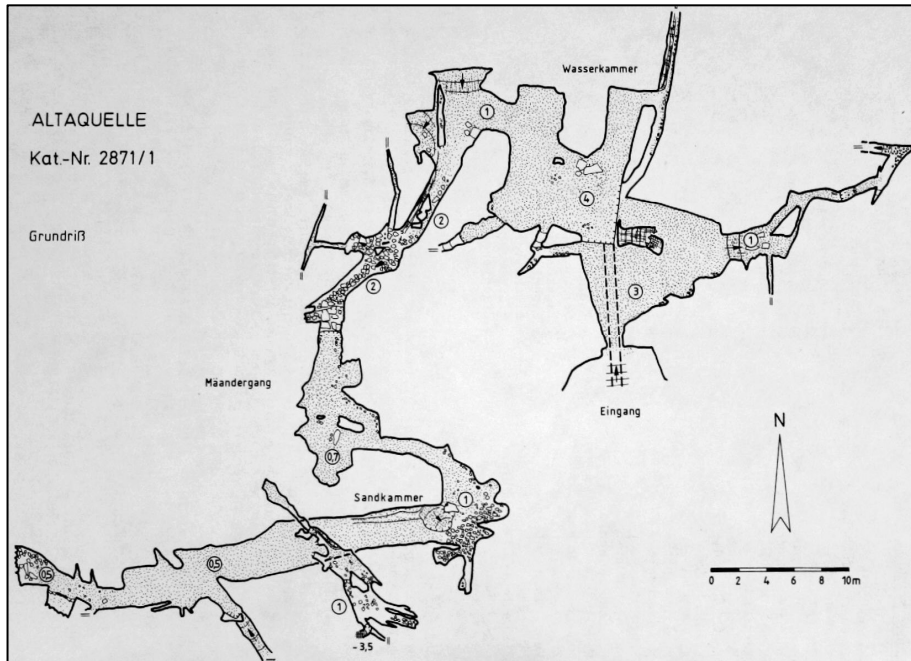 ALTAQUELLE
Kat.-Nr. 2871/1
Grundriß
Wasserkammer
1
4
1
2
3
2
Mäandergang
Eingang
0,7
N
Sandkammer
1
0,5
0,5
1
-3,5
0 2 4 6 8 10m